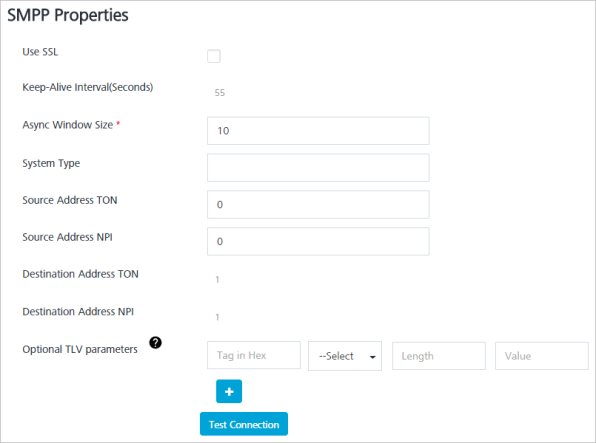 SMPP Properties
Use SSL
Keep-Alive Interval(Seconds) 55
Async Window Size * 10
System Type
Source Address TON 0
Source Address NPI 0
Destination Address TON 1
Destination Address NPI 1
Optional TLV parameters ? Tag in Hex --Select Length Value
+
Test Connection